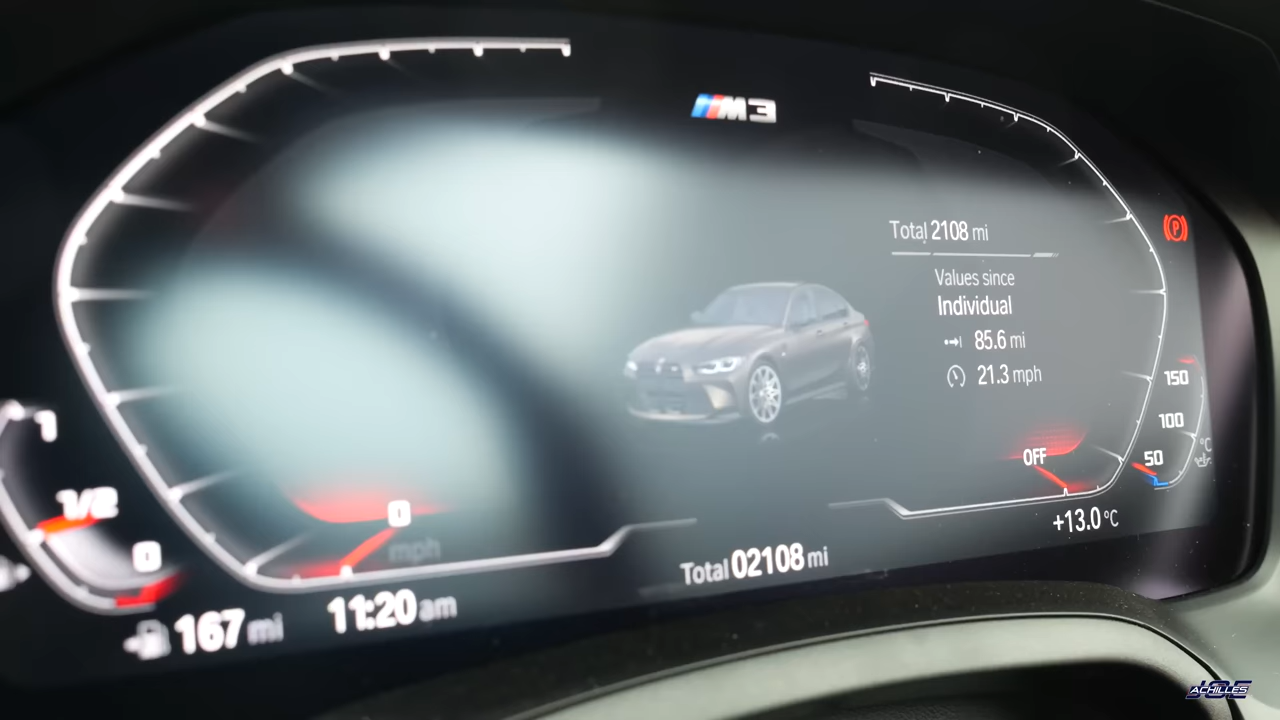 M3
Total 2108 mi
Values since
Individual
85.6 mi
21.3 mph
P
150
100
50
°C
OFF
+13.0 °C
1/2
0
0
mph
Total 02108 mi
167 mi
11:20 am
JOE
ACHILLES